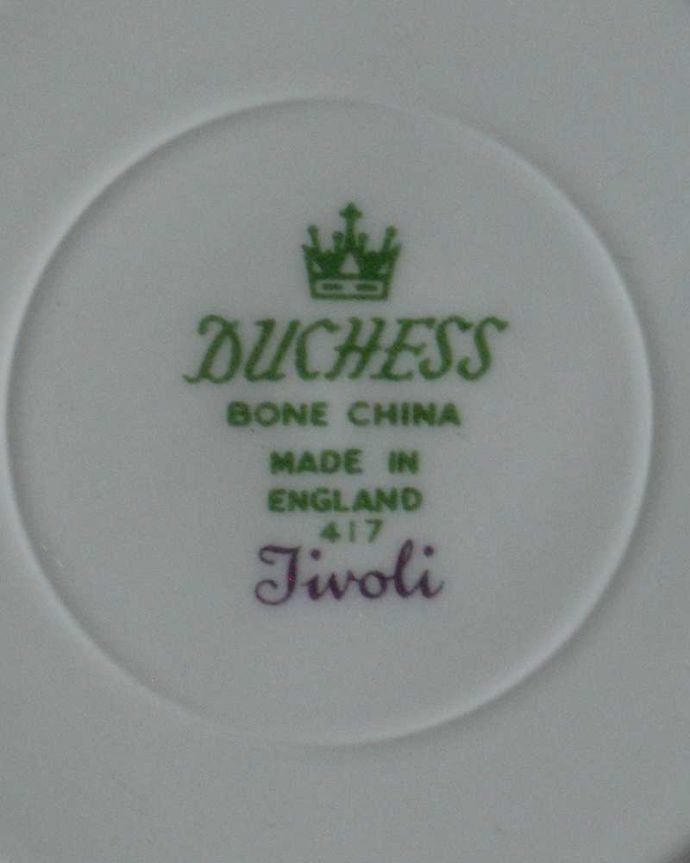 DUCHESS
BONE CHINA
MADE IN
ENGLAND
417
Tivoli